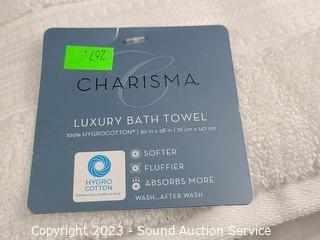 267.
CHARISMA.
LUXURY BATH TOWEL
100% HYGROCOTTON® | 30 in x 58 in | 76 cm x 147 cm
HYGRO
COTTON
SOFTER
FLUFFIER
ABSORBS MORE
WASH...AFTER WASH
Copyright 2023 - Sound Auction Service